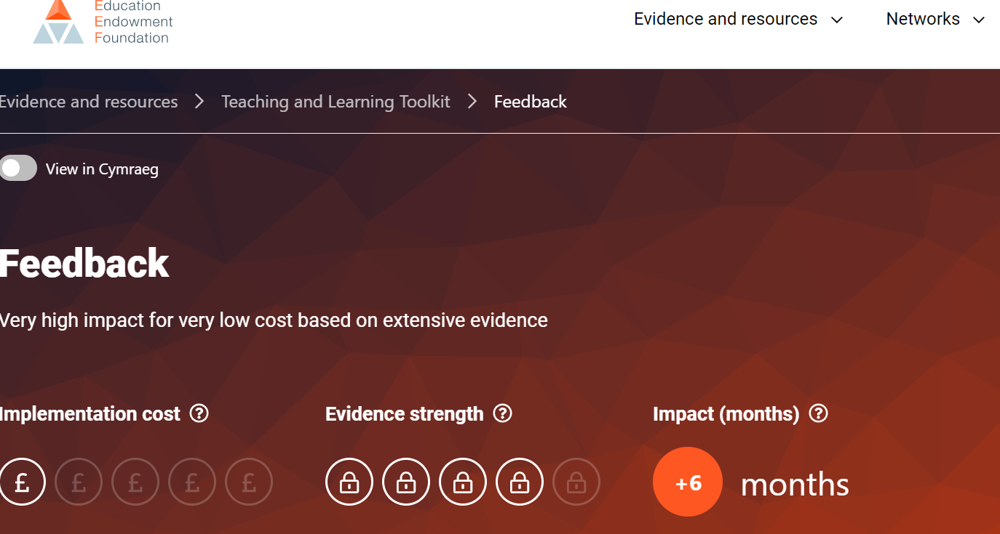 Education
Endowment
Foundation
Evidence and resources
Networks
Evidence and resources > Teaching and Learning Toolkit > Feedback
View in Cymraeg
Feedback
Very high impact for very low cost based on extensive evidence
Implementation cost ?
Evidence strength ?
Impact (months) ?
£ £ £ £ £
+6 months